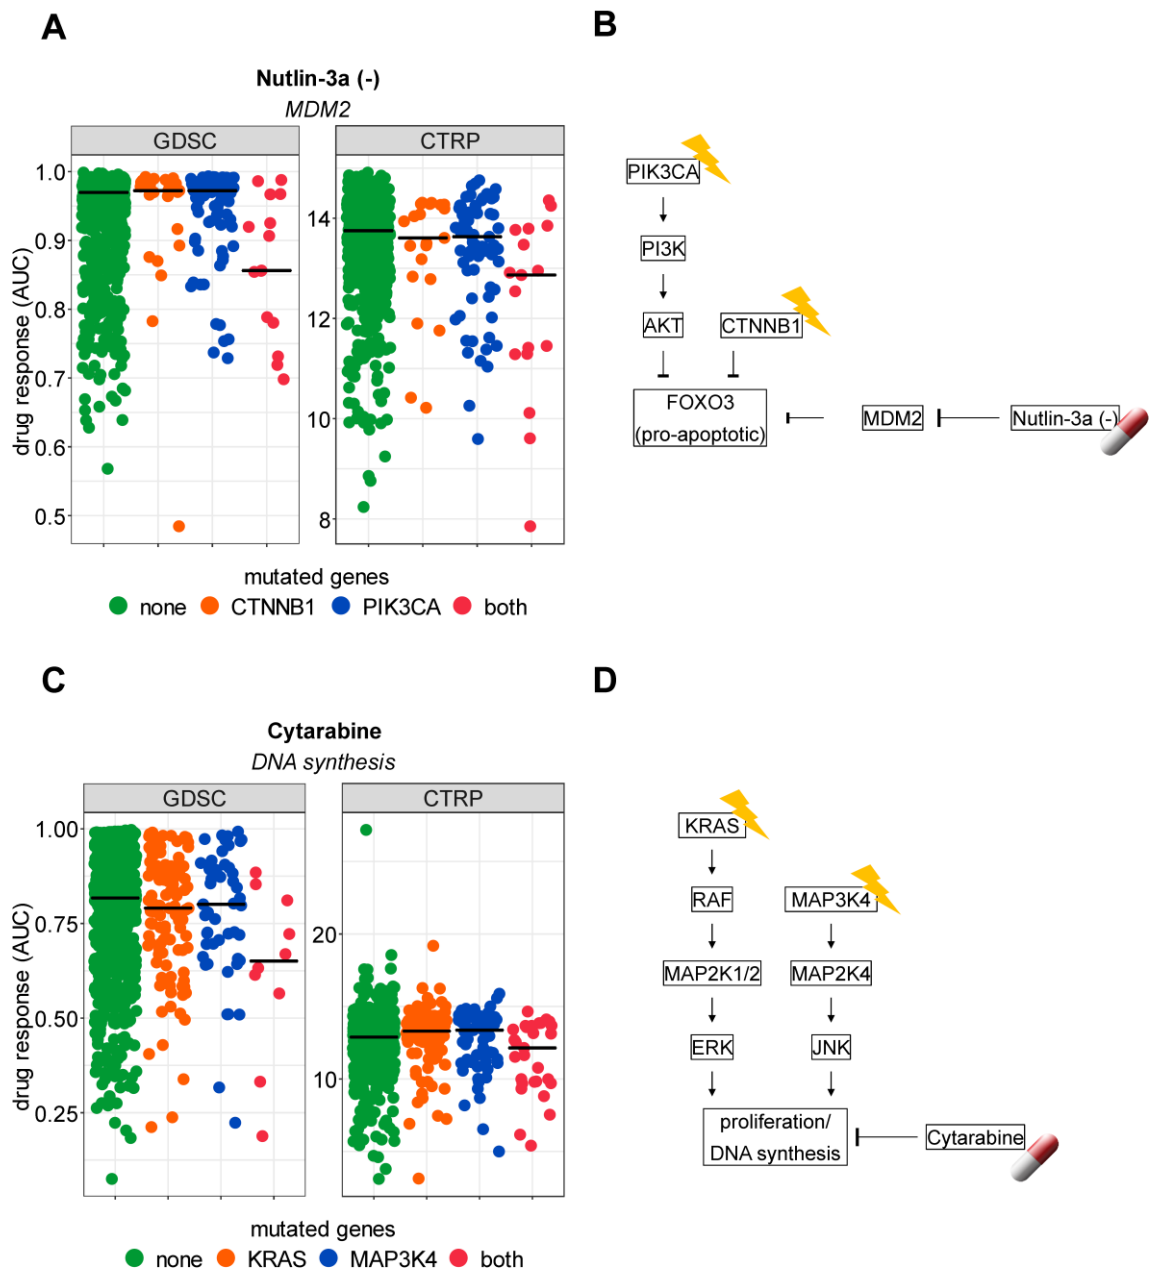 A
Nutlin-3a (-)
MDM2
GDSC
CTRP
drug response (AUC)
1.0
0.9
0.8
0.7
0.6
0.5
14
12
10
8
mutated genes
none CTNNB1 PIK3CA both
B
PIK3CA
PI3K
AKT
CTNNB1
FOXO3
(pro-apoptotic)
MDM2
Nutlin-3a (-)
C
Cytarabine
DNA synthesis
GDSC
CTRP
drug response (AUC)
1.00
0.75
0.50
0.25
20
10
mutated genes
none KRAS MAP3K4 both
D
KRAS
RAF
MAP3K4
MAP2K1/2
MAP2K4
ERK
JNK
proliferation/
DNA synthesis
Cytarabine